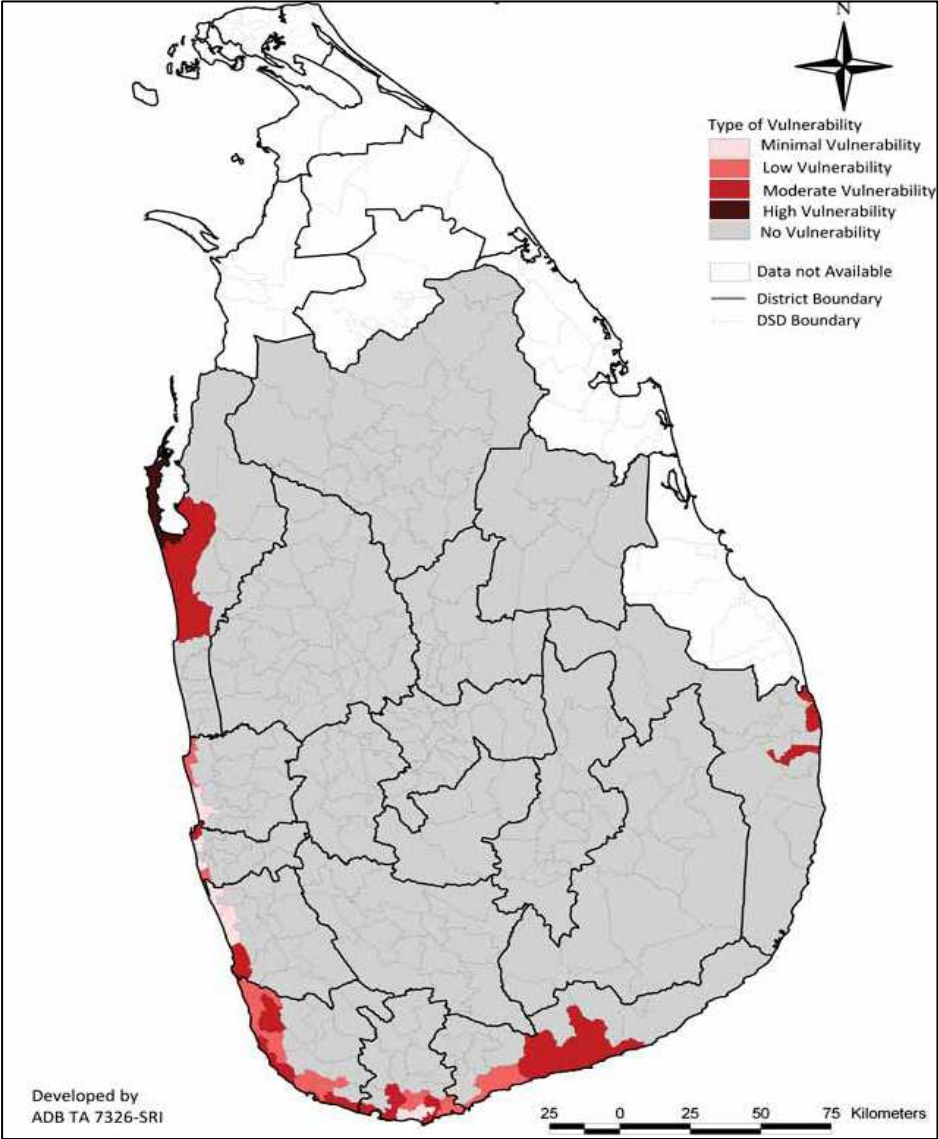 N
Type of Vulnerability
Minimal Vulnerability
Low Vulnerability
Moderate Vulnerability
High Vulnerability
No Vulnerability
Data not Available
District Boundary
DSD Boundary
Developed by
ADB TA 7326-SRI
25 0 25 50 75 Kilometers